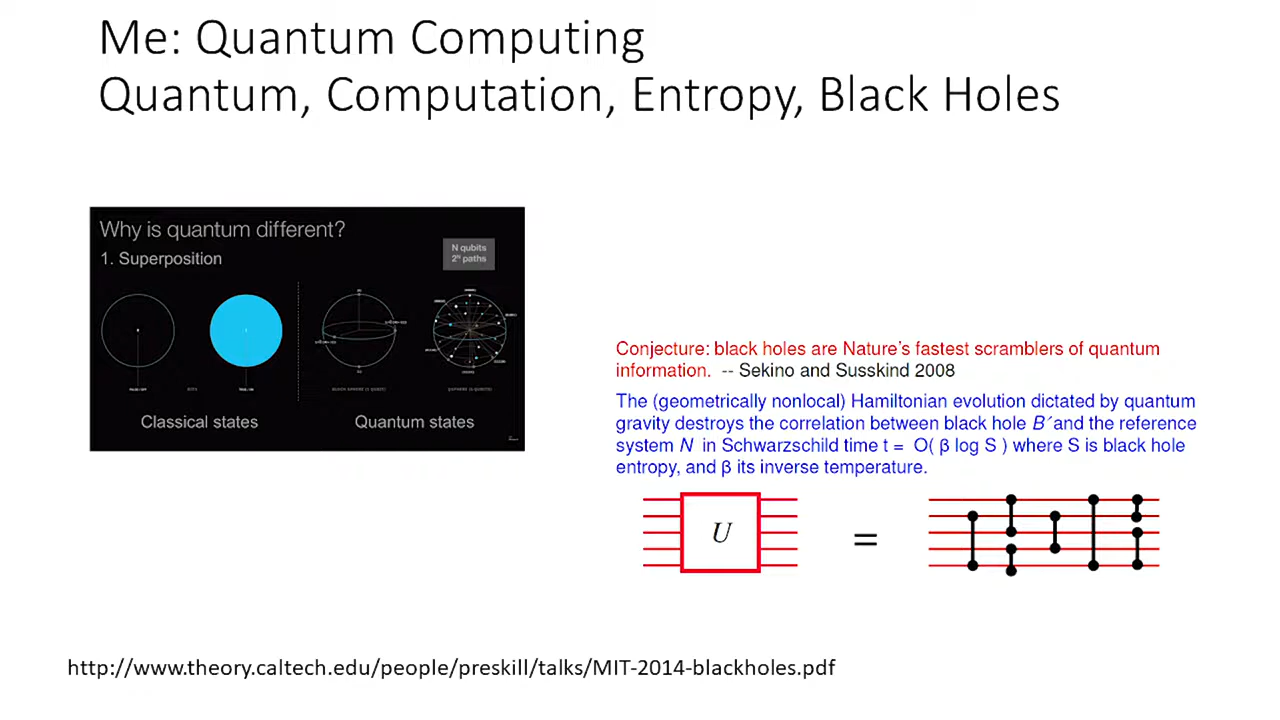 Me: Quantum Computing
Quantum, Computation, Entropy, Black Holes
Why is quantum different?
1. Superposition
N qubits
2ᴺ paths
Classical states
Quantum states
Conjecture: black holes are Nature's fastest scramblers of quantum
information. -- Sekino and Susskind 2008
The (geometrically nonlocal) Hamiltonian evolution dictated by quantum
gravity destroys the correlation between black hole B′ and the reference
system N in Schwarzschild time t = O( β log S ) where S is black hole
entropy, and β its inverse temperature.
U
=
http://www.theory.caltech.edu/people/preskill/talks/MIT-2014-blackholes.pdf